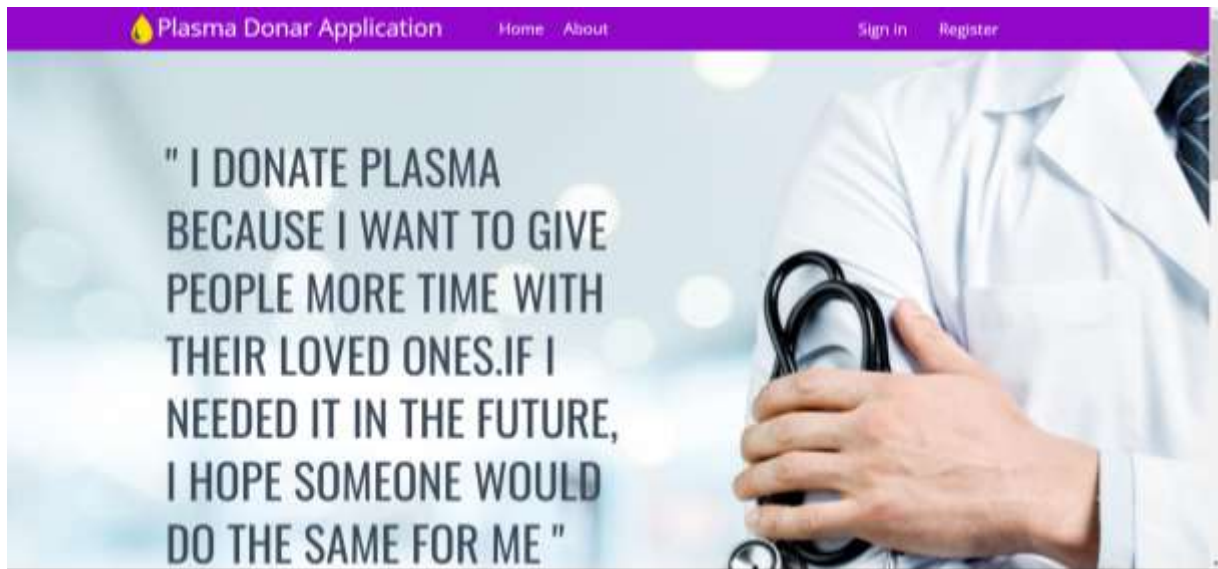 Plasma Donar Application Home About Sign in Register
" I DONATE PLASMA
BECAUSE I WANT TO GIVE
PEOPLE MORE TIME WITH
THEIR LOVED ONES.IF I
NEEDED IT IN THE FUTURE,
I HOPE SOMEONE WOULD
DO THE SAME FOR ME "